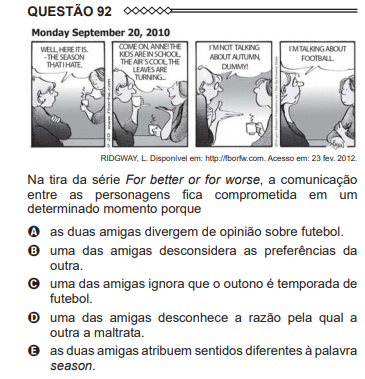 QUESTÃO 92
Monday September 20, 2010
WELL, HERE IT IS.
- THE SEASON
THAT I HATE.
COME ON, ANNE! THE
KIDS ARE IN SCHOOL,
THE AIR'S COOL, THE
LEAVES ARE
TURNING...
I'M NOT TALKING
ABOUT AUTUMN,
DUMMY!
I'M TALKING ABOUT
FOOTBALL.
RIDGWAY, L. Disponível em: http://fborfw.com. Acesso em: 23 fev. 2012.
Na tira da série For better or for worse, a comunicação
entre as personagens fica comprometida em um
determinado momento porque
A as duas amigas divergem de opinião sobre futebol.
B uma das amigas desconsidera as preferências da
outra.
C uma das amigas ignora que o outono é temporada de
futebol.
D uma das amigas desconhece a razão pela qual a
outra a maltrata.
E as duas amigas atribuem sentidos diferentes à palavra
season.